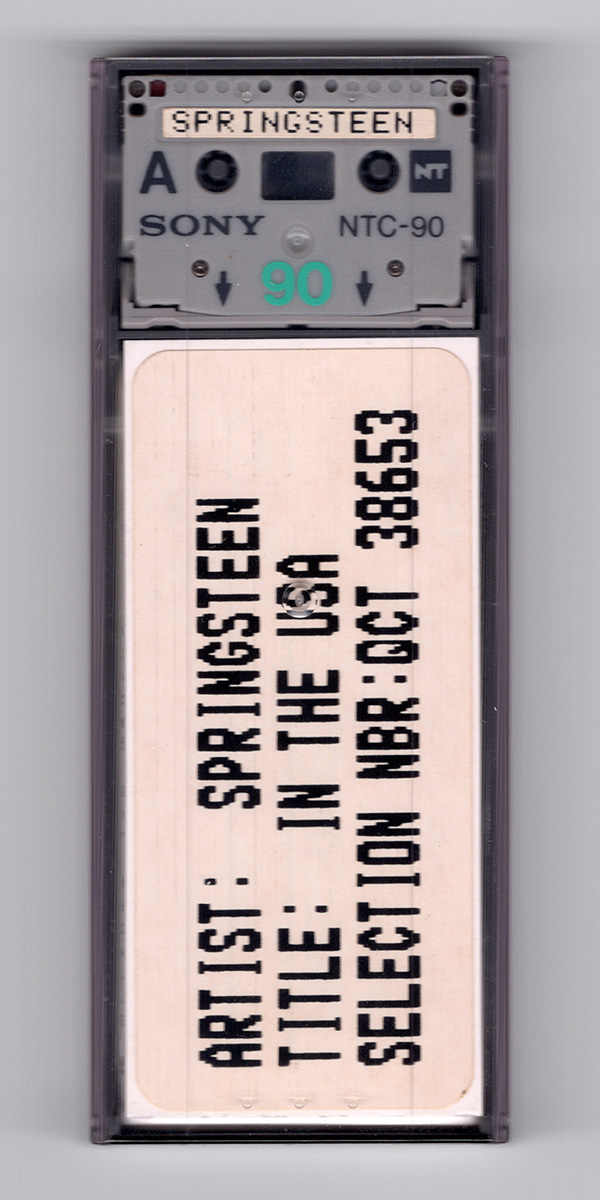 SPRINGSTEEN
A NT
SONY NTC-90
90
ARTIST: SPRINGSTEEN
TITLE: IN THE USA
SELECTION NBR:QCT 38653